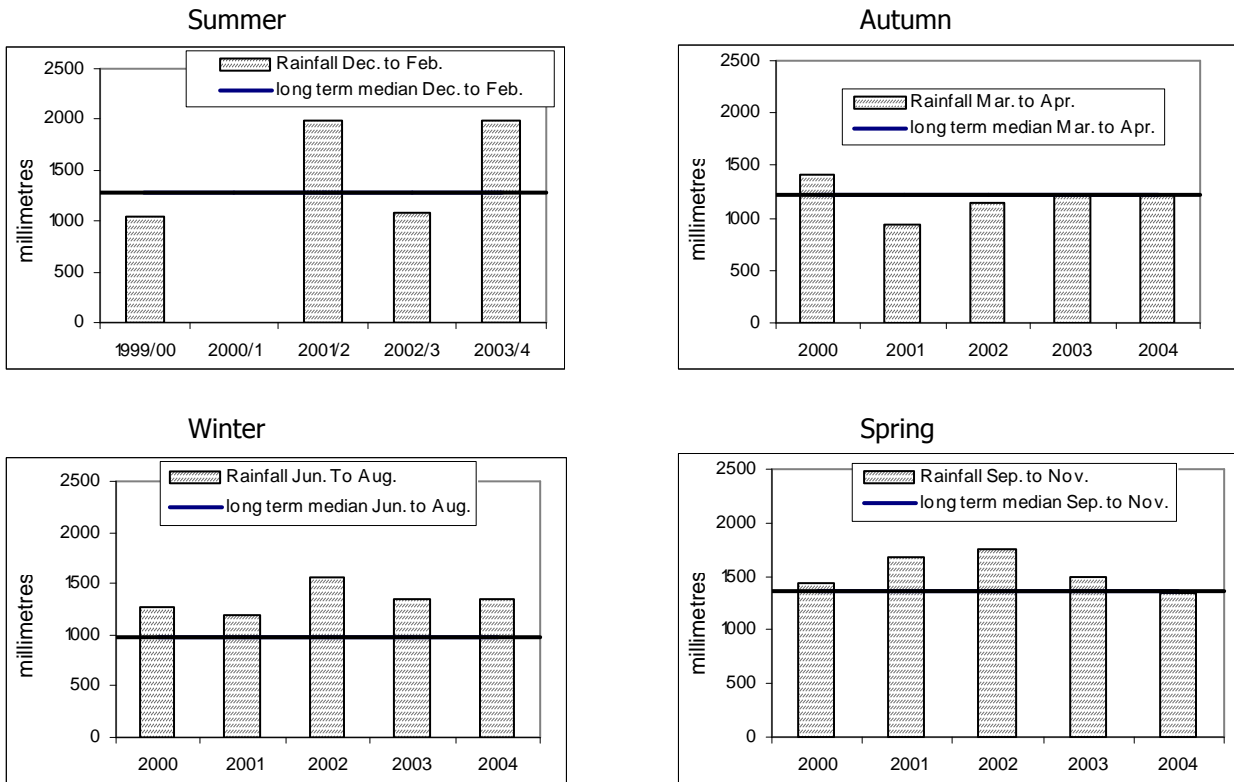 Summer
Rainfall Dec. to Feb.
long term median Dec. to Feb.
millimetres
2500
2000
1500
1000
500
0
1999/00 2000/1 2001/2 2002/3 2003/4
Autumn
Rainfall Mar. to Apr.
long term median Mar. to Apr.
millimetres
2500
2000
1500
1000
500
0
2000 2001 2002 2003 2004
Winter
Rainfall Jun. To Aug.
long term median Jun. to Aug.
millimetres
2500
2000
1500
1000
500
0
2000 2001 2002 2003 2004
Spring
Rainfall Sep. to Nov.
long term median Sep. to Nov.
millimetres
2500
2000
1500
1000
500
0
2000 2001 2002 2003 2004